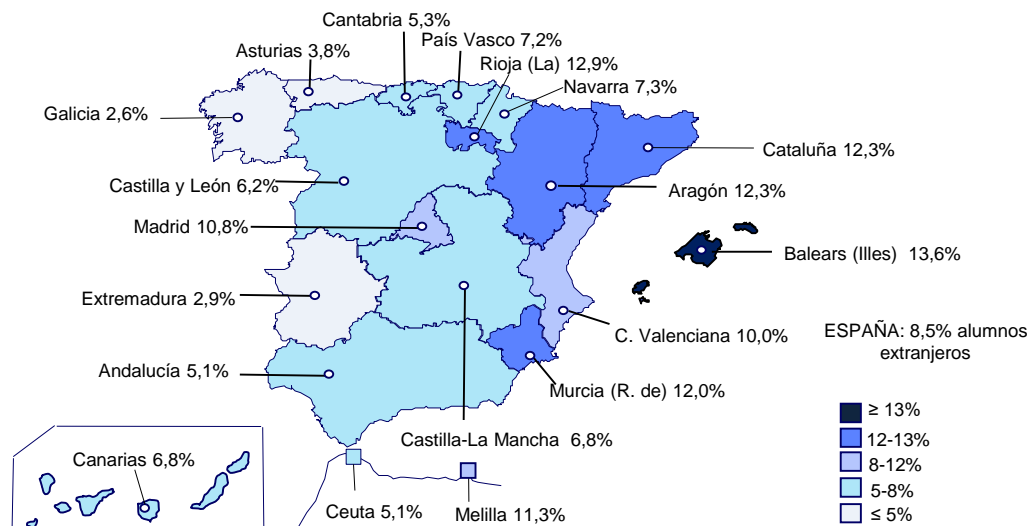 Cantabria 5,3%
País Vasco 7,2%
Asturias 3,8%
Rioja (La) 12,9%
Navarra 7,3%
Galicia 2,6%
Cataluña 12,3%
Castilla y León 6,2%
Aragón 12,3%
Madrid 10,8%
Balears (Illes) 13,6%
Extremadura 2,9%
C. Valenciana 10,0%
ESPAÑA: 8,5% alumnos
extranjeros
Andalucía 5,1%
Murcia (R. de) 12,0%
Castilla-La Mancha 6,8%
Canarias 6,8%
Ceuta 5,1%
Melilla 11,3%
≥ 13%
12-13%
8-12%
5-8%
≤ 5%